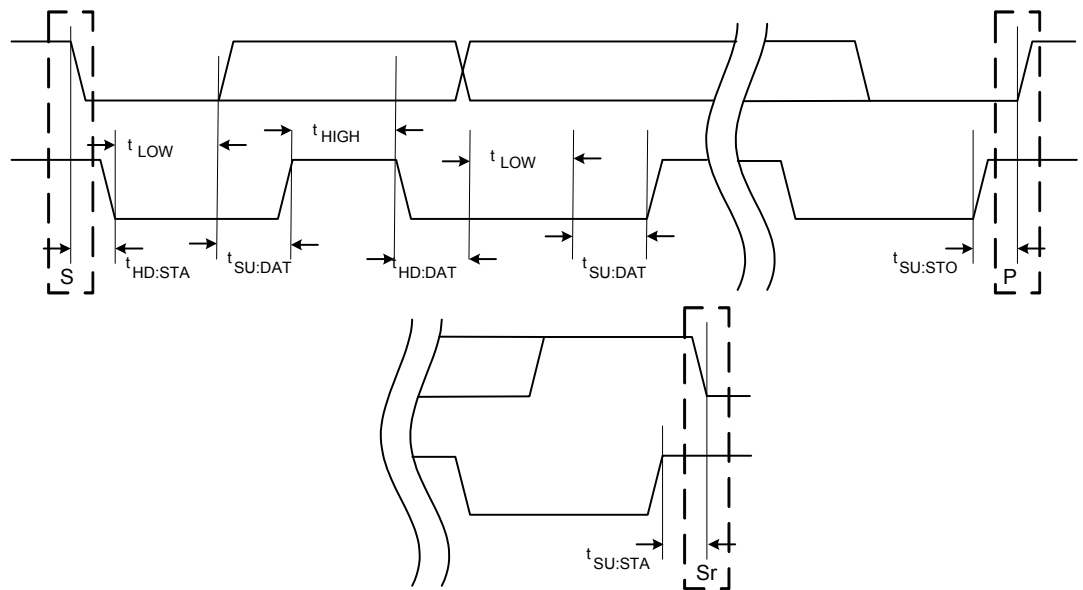 t HIGH
t LOW
t LOW
t HD:STA
t SU:DAT
t HD:DAT
t SU:DAT
t SU:STO
S
P
t SU:STA
Sr